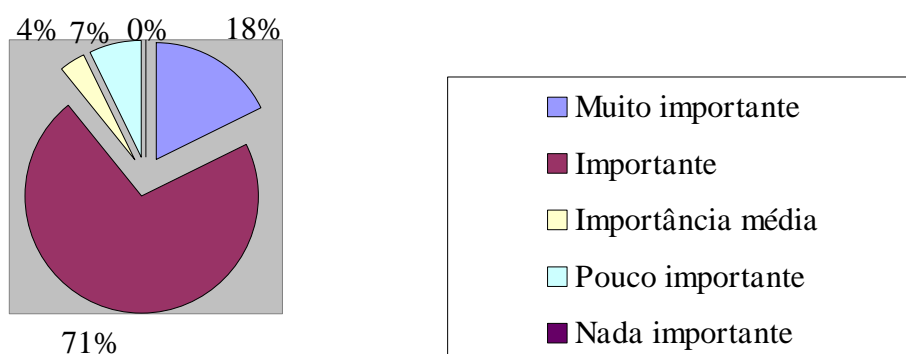 4% 7% 0% 18%
71%
Muito importante
Importante
Importância média
Pouco importante
Nada importante